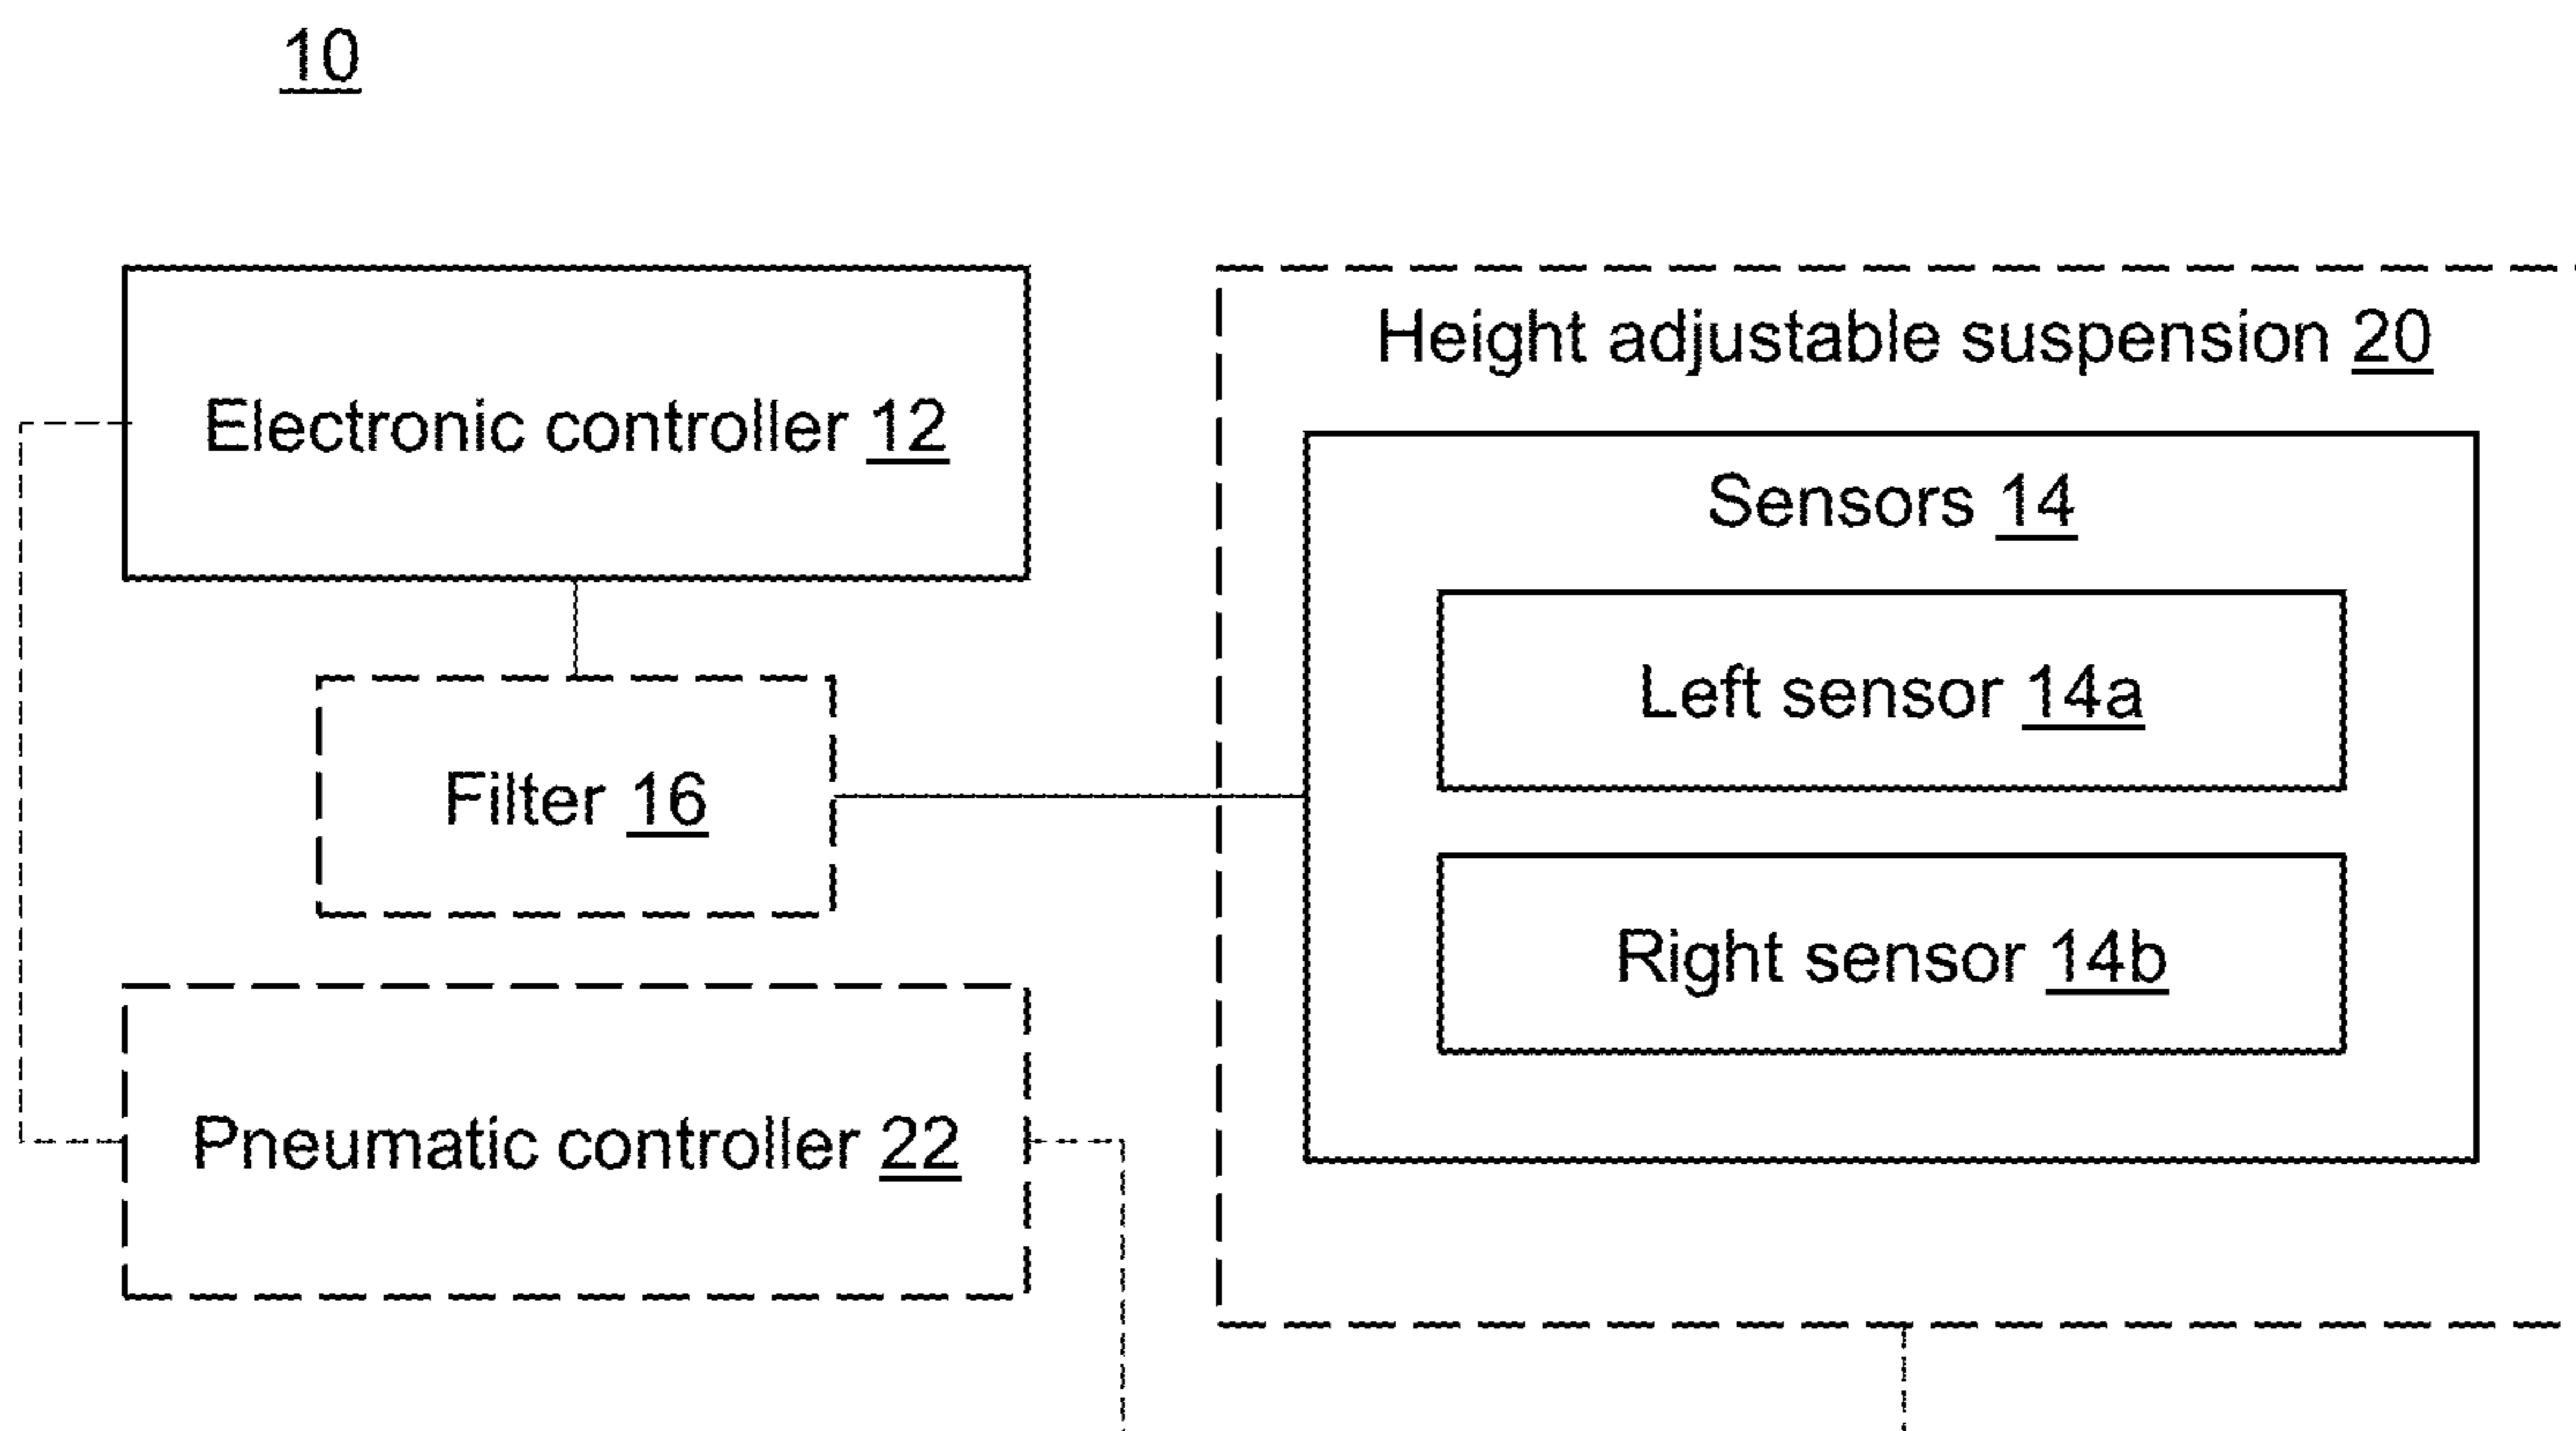 10
Electronic controller 12
Height adjustable suspension 20
Sensors 14
Left sensor 14a
Filter 16
Right sensor 14b
Pneumatic controller 22